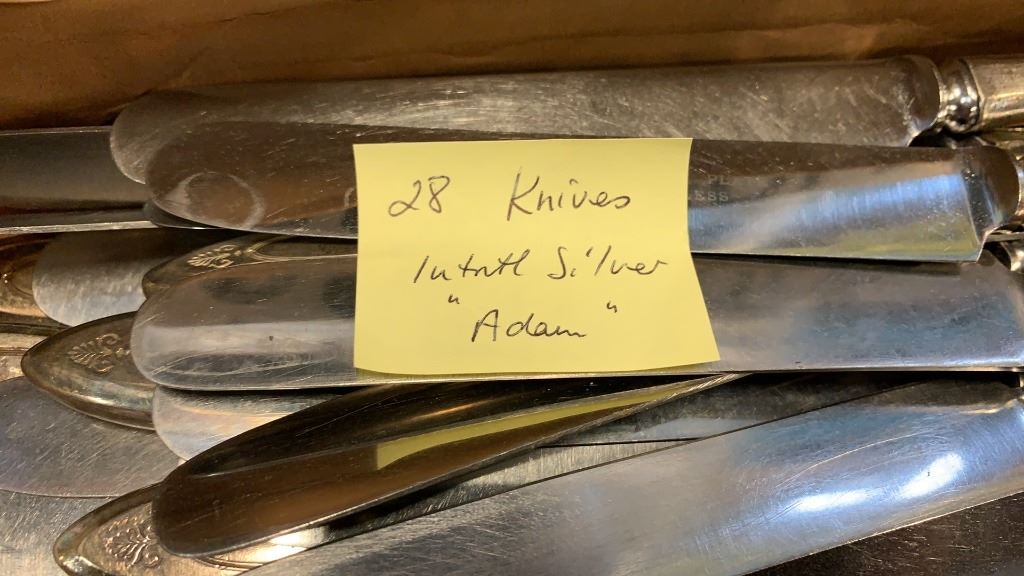 28 Knives
Intntl Silver
"Adam"